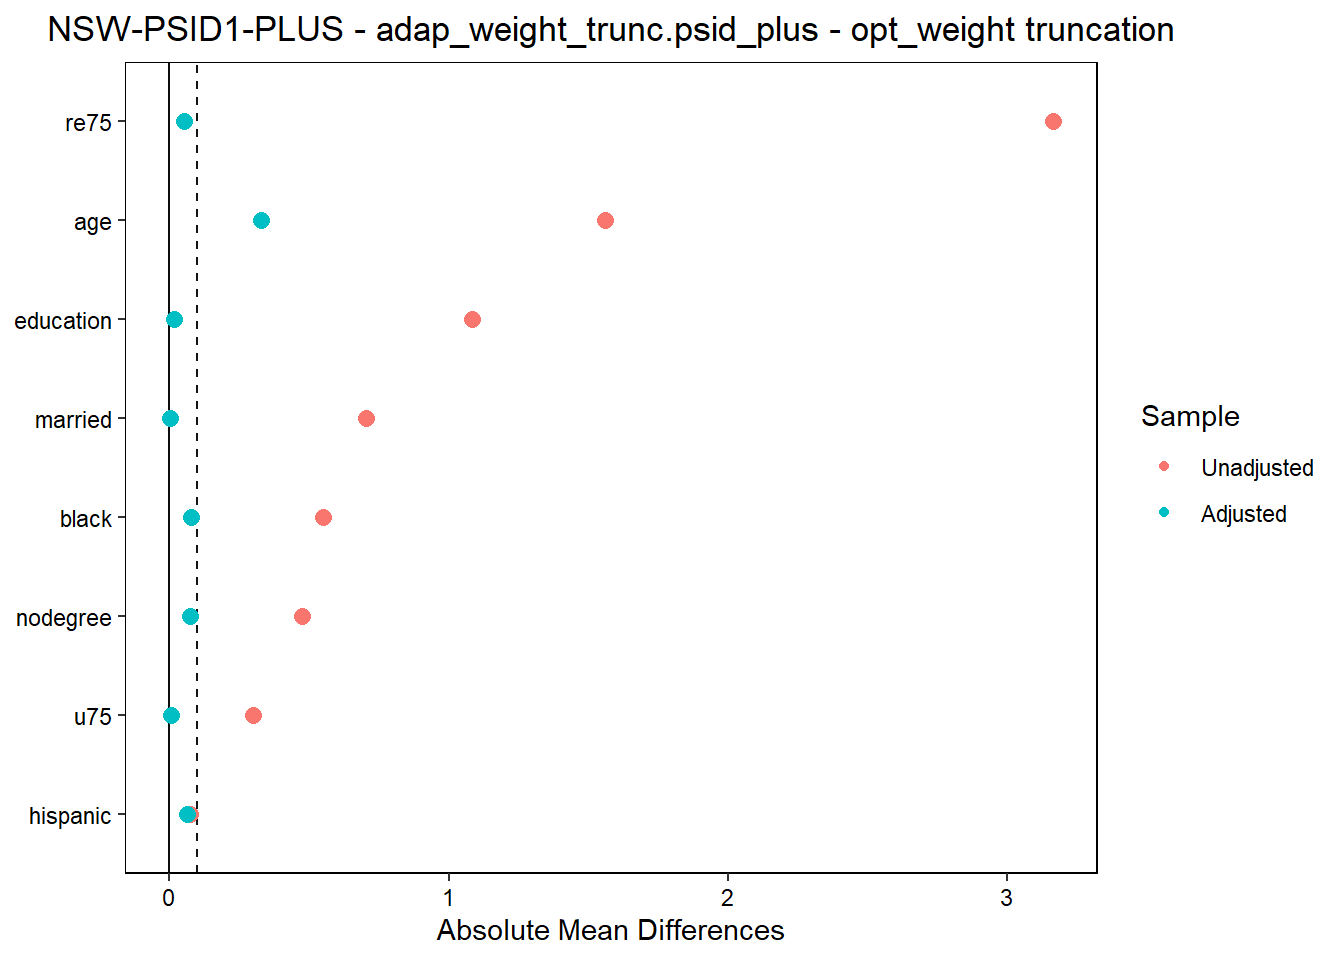 NSW-PSID1-PLUS - adap_weight_trunc.psid_plus - opt_weight truncation
re75
age
education
married
black
nodegree
u75
hispanic
0 1 2 3
Absolute Mean Differences
Sample
Unadjusted
Adjusted